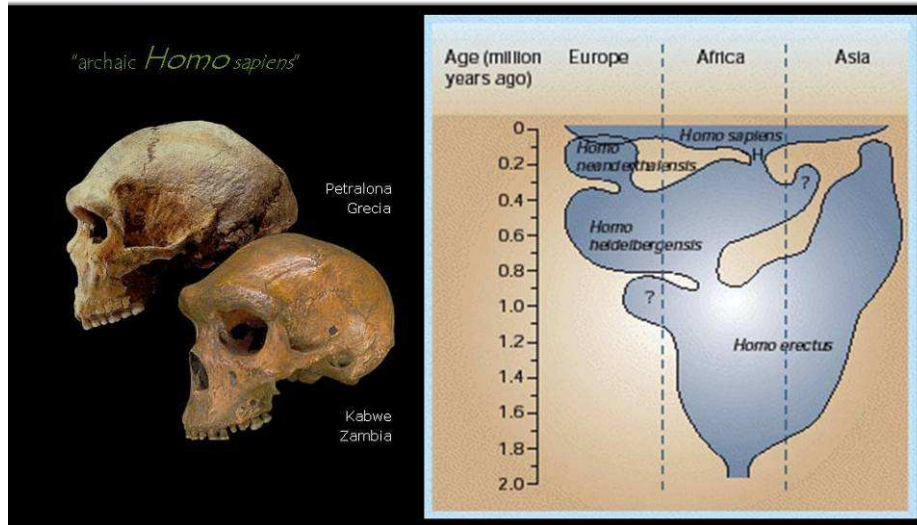 "archaic Homo sapiens"
Petralona
Grecia
Kabwe
Zambia
Age (million
years ago)
Europe
Africa
Asia
0
0.2
0.4
0.6
0.8
1.0
1.2
1.4
1.6
1.8
2.0
Homo sapiens
Homo
neanderthalensis
H
?
Homo
heidelbergensis
?
Homo erectus